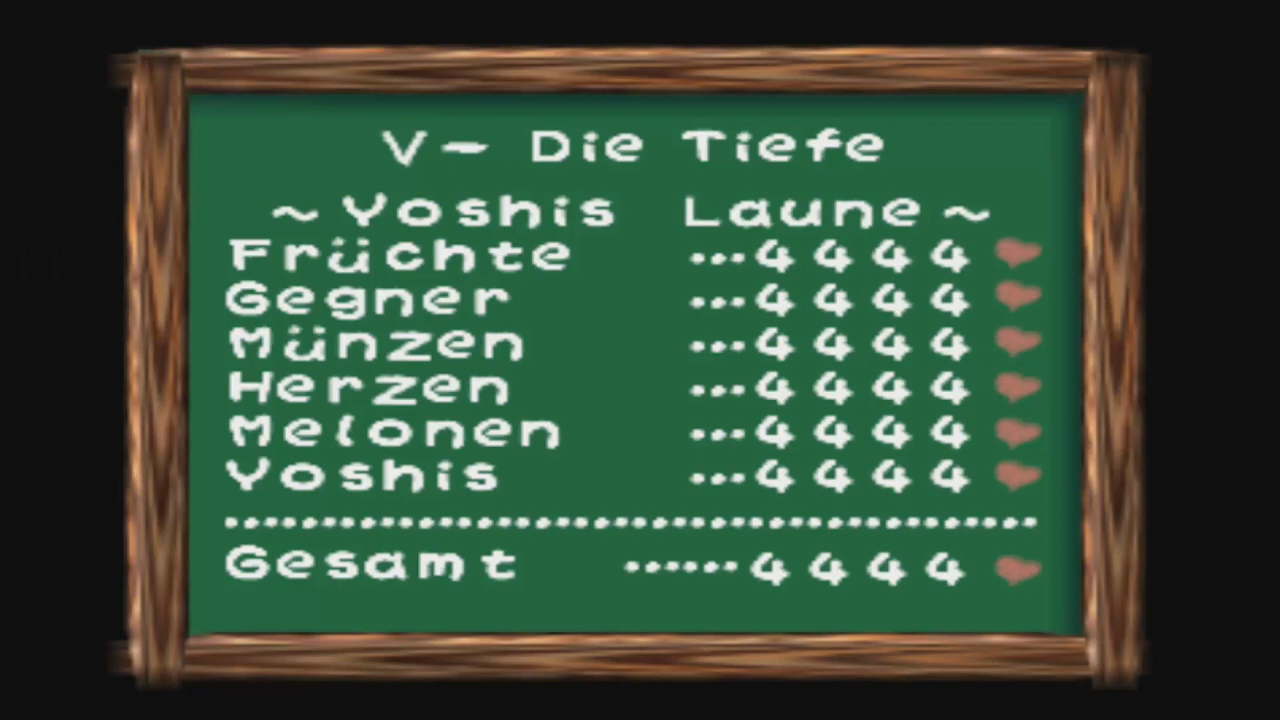 V- Die Tiefe
~Yoshis Laune~
Früchte ...4444
Gegner ...4444
Münzen ...4444
Herzen ...4444
Melonen ...4444
Yoshis ...4444
Gesamt ......4444